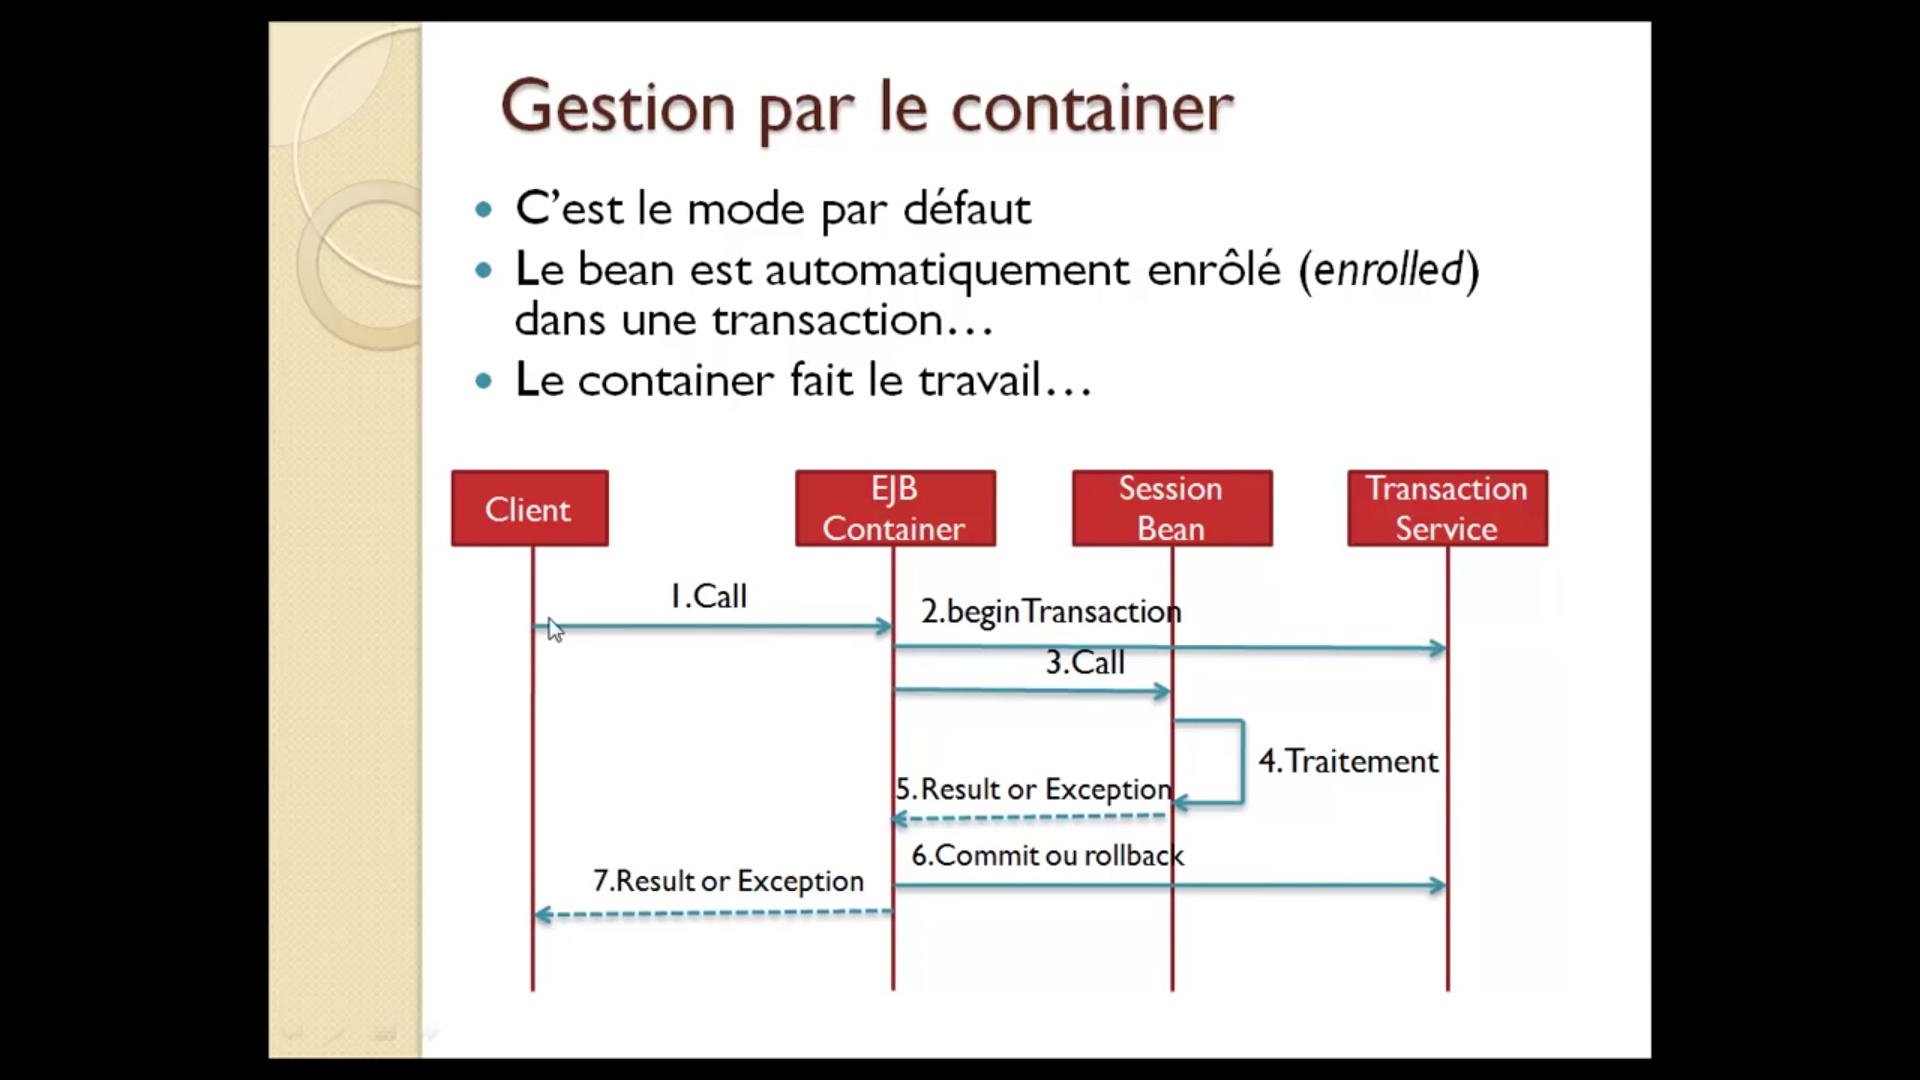 Gestion par le container
C’est le mode par défaut
Le bean est automatiquement enrôlé (enrolled)
dans une transaction…
Le container fait le travail…
Client
EJB
Container
Session
Bean
Transaction
Service
1.Call
2.beginTransaction
3.Call
4.Traitement
5.Result or Exception
6.Commit ou rollback
7.Result or Exception